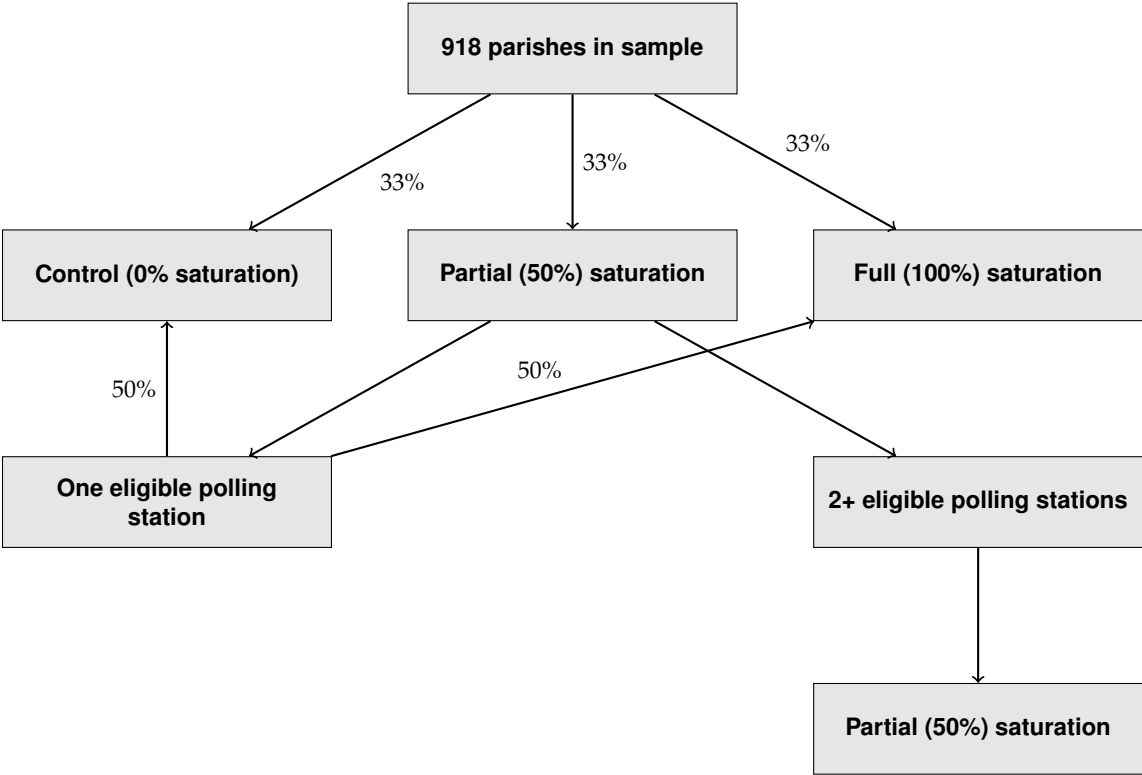 918 parishes in sample
33%
33%
33%
Control (0% saturation)
Partial (50%) saturation
Full (100%) saturation
50%
50%
One eligible polling
station
2+ eligible polling stations
Partial (50%) saturation